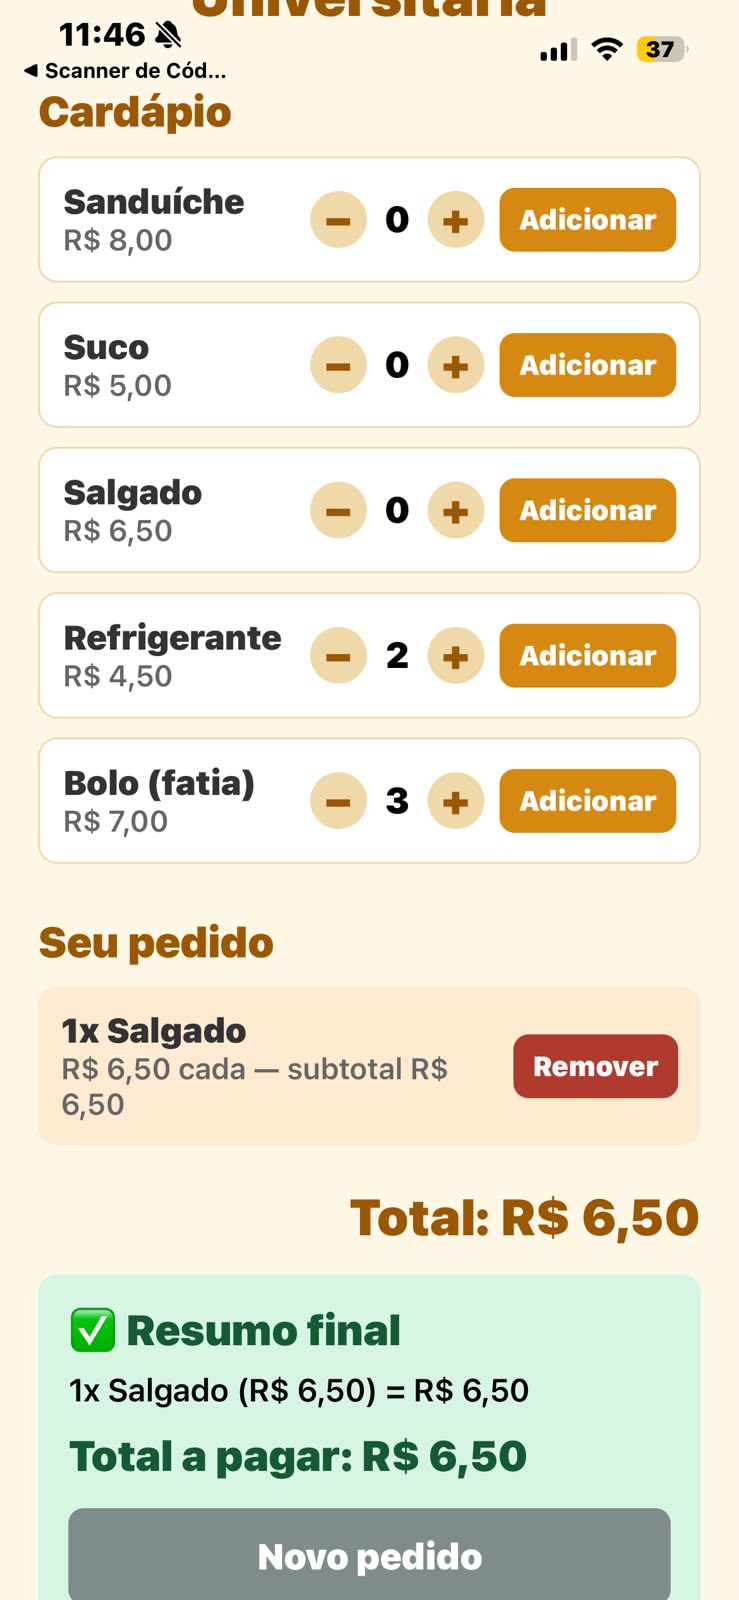 Universitária
11:46
37
◀ Scanner de Cód...
Cardápio
Sanduíche
R$ 8,00
− 0 + Adicionar
Suco
R$ 5,00
− 0 + Adicionar
Salgado
R$ 6,50
− 0 + Adicionar
Refrigerante
R$ 4,50
− 2 + Adicionar
Bolo (fatia)
R$ 7,00
− 3 + Adicionar
Seu pedido
1x Salgado
R$ 6,50 cada — subtotal R$
6,50
Remover
Total: R$ 6,50
✅ Resumo final
1x Salgado (R$ 6,50) = R$ 6,50
Total a pagar: R$ 6,50
Novo pedido